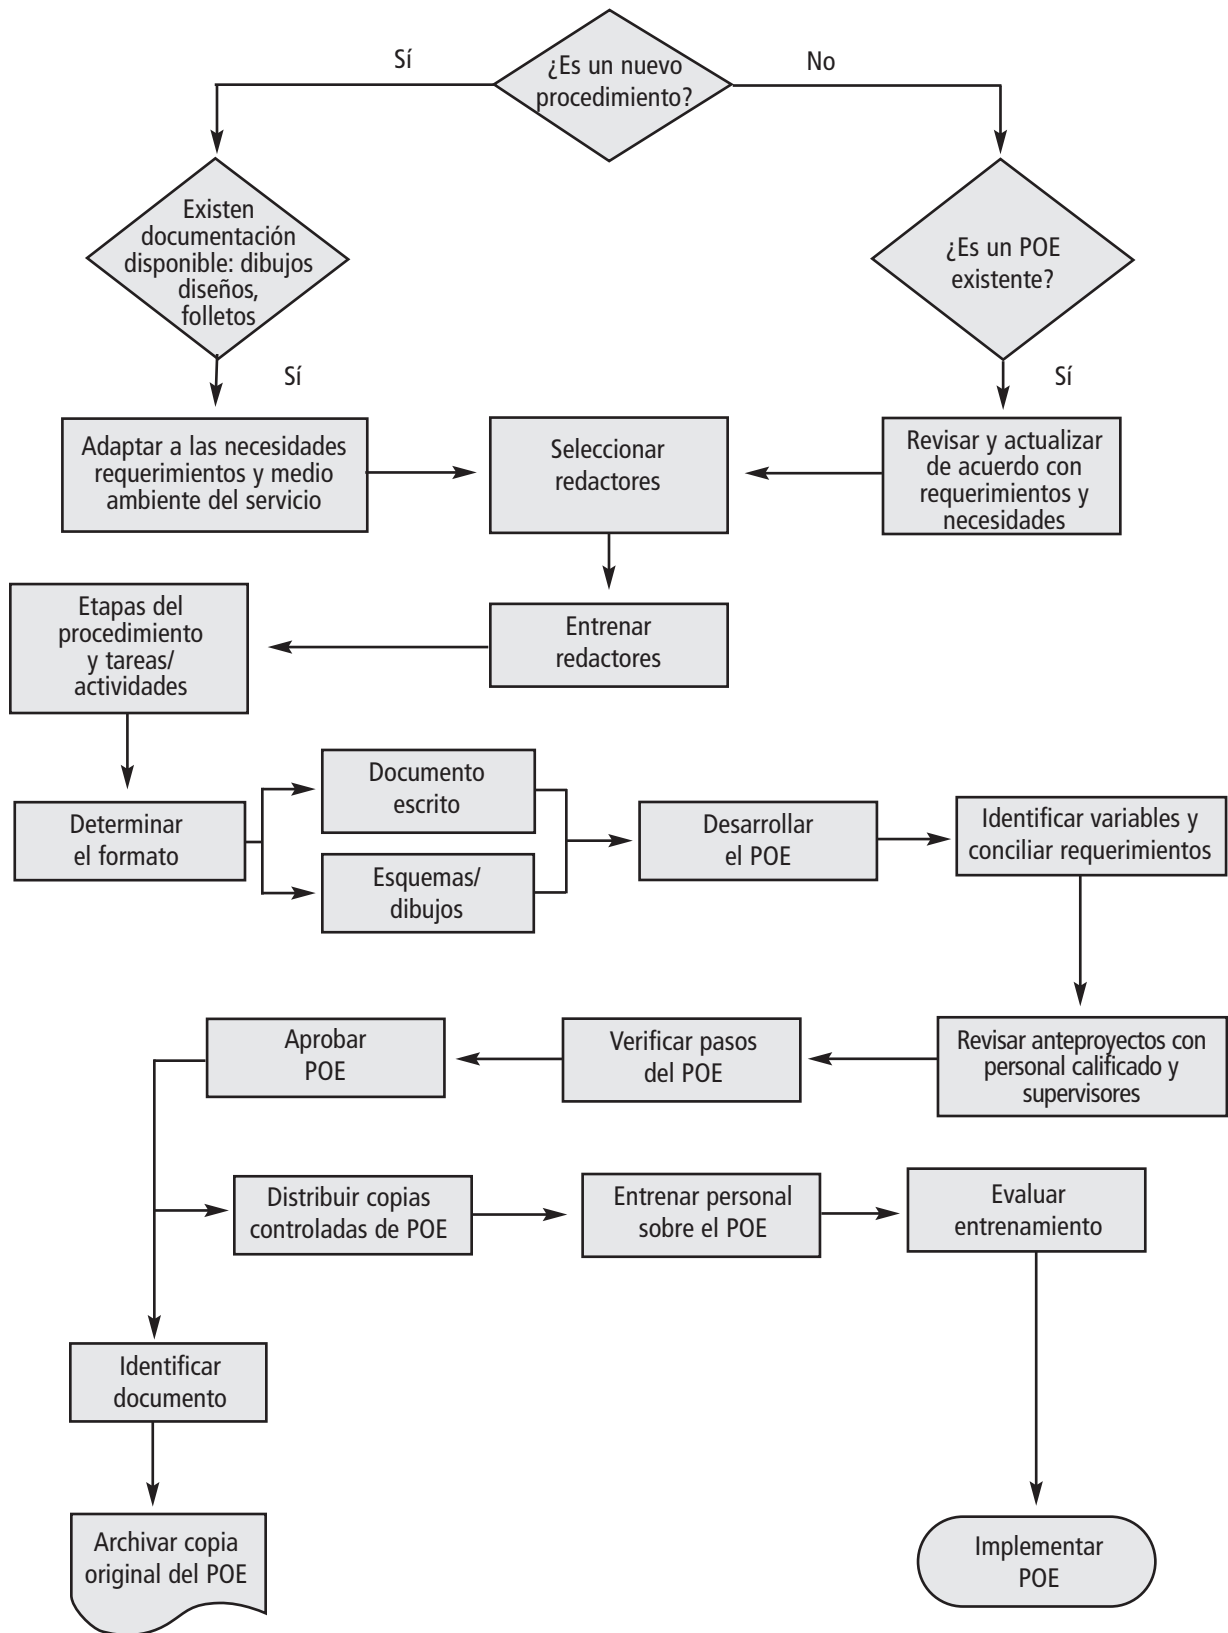 Sí
¿Es un nuevo
procedimiento?
No
Existen
documentación
disponible: dibujos
diseños,
folletos
¿Es un POE
existente?
Sí
Sí
Adaptar a las necesidades
requerimientos y medio
ambiente del servicio
Seleccionar
redactores
Revisar y actualizar
de acuerdo con
requerimientos y
necesidades
Etapas del
procedimiento
y tareas/
actividades
Entrenar
redactores
Determinar
el formato
Documento
escrito
Esquemas/
dibujos
Desarrollar
el POE
Identificar variables y
conciliar requerimientos
Aprobar
POE
Verificar pasos
del POE
Revisar anteproyectos con
personal calificado y
supervisores
Distribuir copias
controladas de POE
Entrenar personal
sobre el POE
Evaluar
entrenamiento
Identificar
documento
Archivar copia
original del POE
Implementar
POE